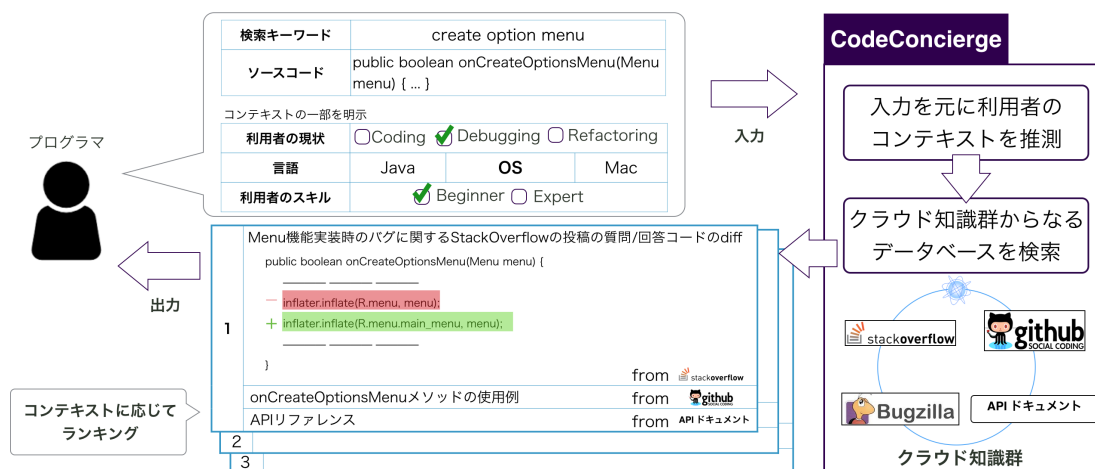 検索キーワード create option menu
ソースコード public boolean onCreateOptionsMenu(Menu
menu) { ... }
コンテキストの一部を明示
利用者の現状 Coding Debugging Refactoring
言語 Java OS Mac
利用者のスキル Beginner Expert
プログラマ
入力
出力
CodeConcierge
入力を元に利用者の
コンテキストを推測
クラウド知識群からなる
データベースを検索
stackoverflow
github
SOCIAL CODING
Bugzilla
API ドキュメント
クラウド知識群
1
Menu機能実装時のバグに関するStackOverflowの投稿の質問/回答コードのdiff
public boolean onCreateOptionsMenu(Menu menu) {
− inflater.inflate(R.menu, menu);
+ inflater.inflate(R.menu.main_menu, menu);
}
from stackoverflow
onCreateOptionsMenuメソッドの使用例 from github
SOCIAL CODING
APIリファレンス from API ドキュメント
2
3
コンテキストに応じて
ランキング